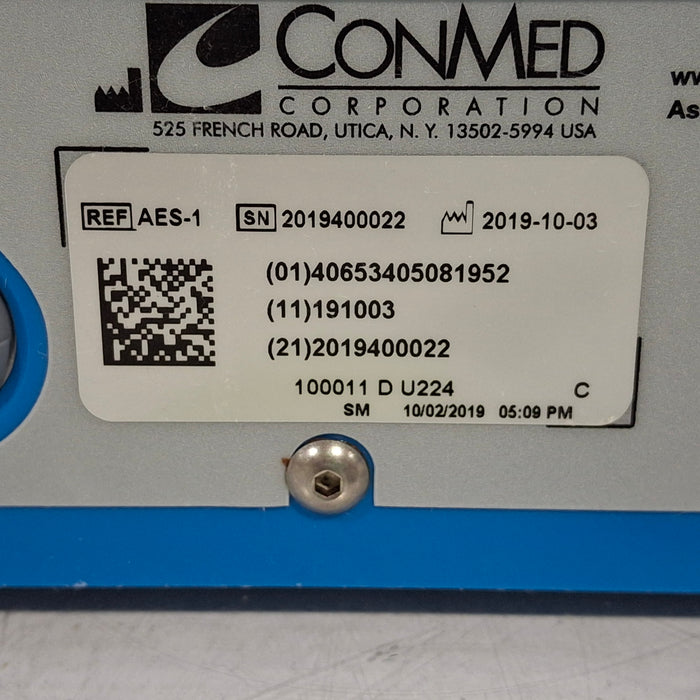 CONMED
CORPORATION
525 FRENCH ROAD, UTICA, N. Y. 13502-5994 USA
REF AES-1 SN 2019400022 2019-10-03
(01)40653405081952
(11)191003
(21)2019400022
100011 D U224 C
SM 10/02/2019 05:09 PM